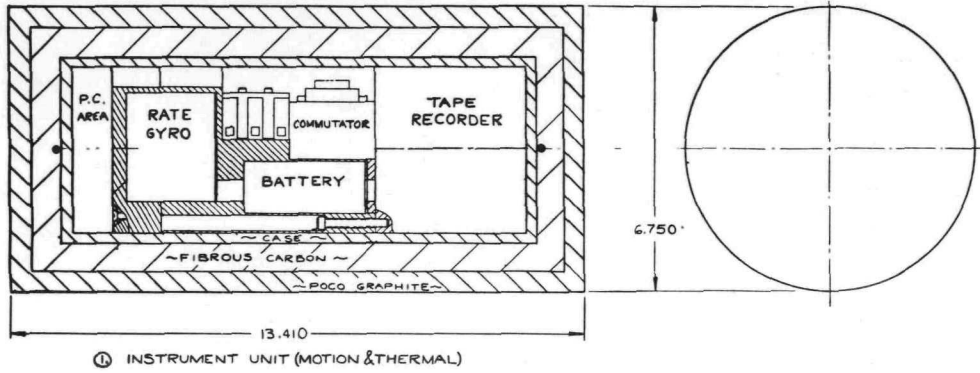 P.C.
AREA
RATE
GYRO
COMMUTATOR
TAPE
RECORDER
BATTERY
~ CASE ~
~FIBROUS CARBON~
~POCO GRAPHITE~
6.750
13.410
①. INSTRUMENT UNIT (MOTION & THERMAL)